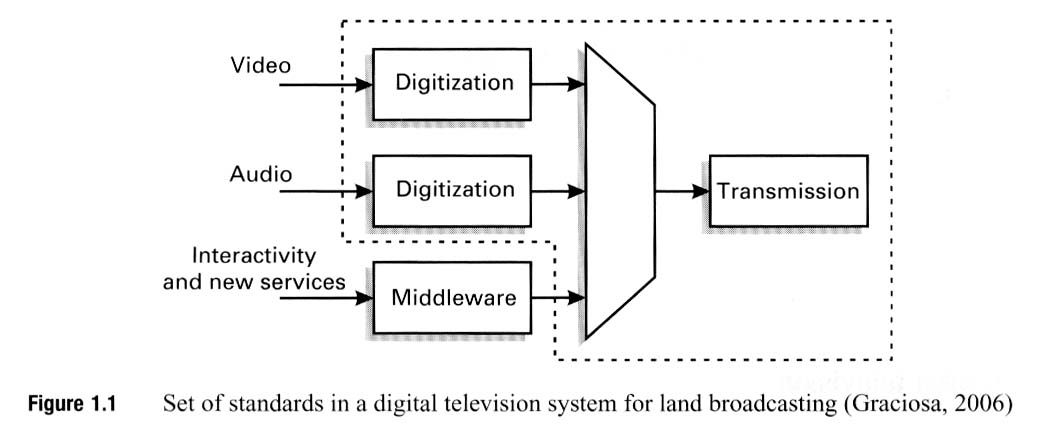 Video
Digitization
Audio
Digitization
Transmission
Interactivity
and new services
Middleware
Figure 1.1 Set of standards in a digital television system for land broadcasting (Graciosa, 2006)